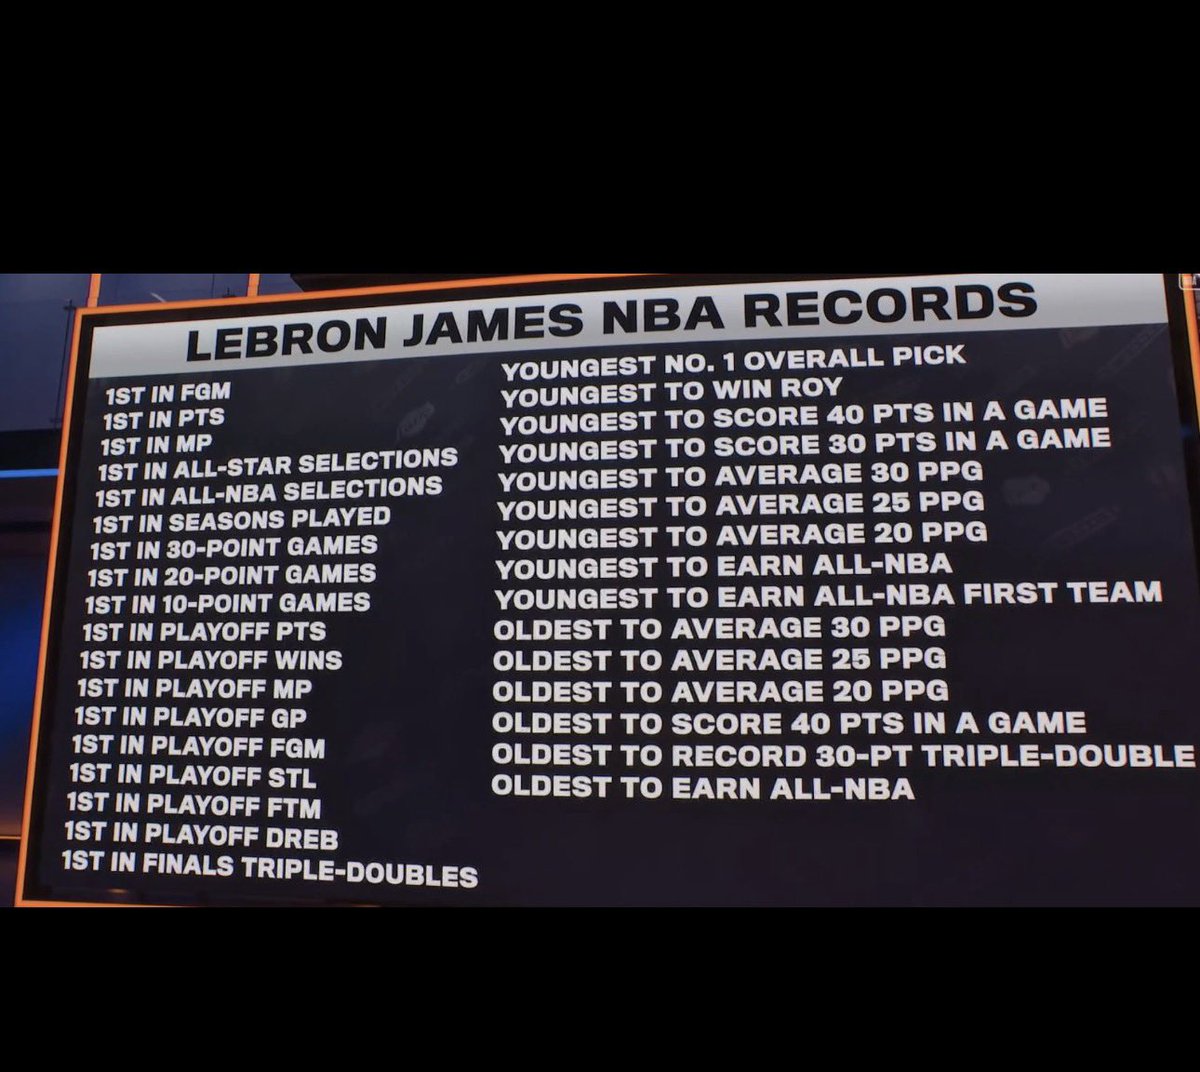 LEBRON JAMES NBA RECORDS
1ST IN FGM
1ST IN PTS
1ST IN MP
1ST IN ALL-STAR SELECTIONS
1ST IN ALL-NBA SELECTIONS
1ST IN SEASONS PLAYED
1ST IN 30-POINT GAMES
1ST IN 20-POINT GAMES
1ST IN 10-POINT GAMES
1ST IN PLAYOFF PTS
1ST IN PLAYOFF WINS
1ST IN PLAYOFF MP
1ST IN PLAYOFF GP
1ST IN PLAYOFF FGM
1ST IN PLAYOFF STL
1ST IN PLAYOFF FTM
1ST IN PLAYOFF DREB
1ST IN FINALS TRIPLE-DOUBLES
YOUNGEST NO. 1 OVERALL PICK
YOUNGEST TO WIN ROY
YOUNGEST TO SCORE 40 PTS IN A GAME
YOUNGEST TO SCORE 30 PTS IN A GAME
YOUNGEST TO AVERAGE 30 PPG
YOUNGEST TO AVERAGE 25 PPG
YOUNGEST TO AVERAGE 20 PPG
YOUNGEST TO EARN ALL-NBA
YOUNGEST TO EARN ALL-NBA FIRST TEAM
OLDEST TO AVERAGE 30 PPG
OLDEST TO AVERAGE 25 PPG
OLDEST TO AVERAGE 20 PPG
OLDEST TO SCORE 40 PTS IN A GAME
OLDEST TO RECORD 30-PT TRIPLE-DOUBLE
OLDEST TO EARN ALL-NBA